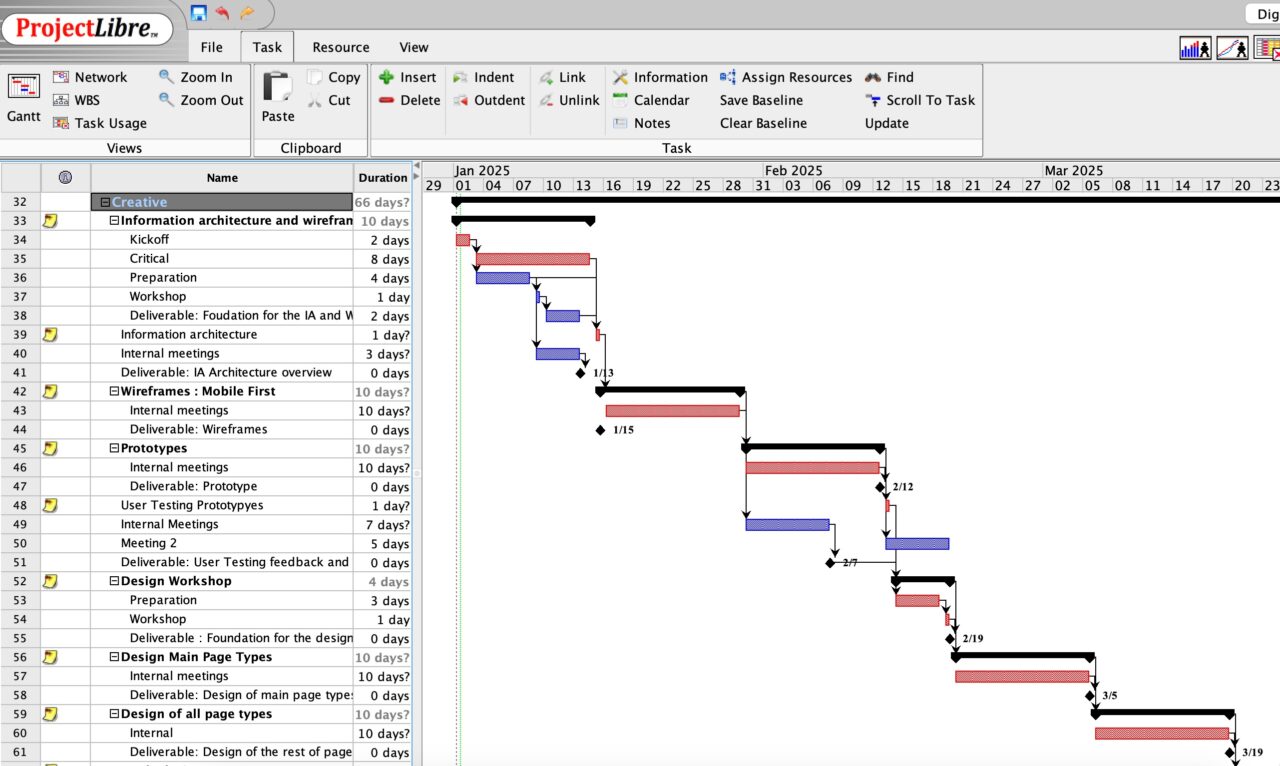 ProjectLibre™
Dig
File Task Resource View
Network Zoom In Copy Insert Indent Link Information Assign Resources Find
WBS Zoom Out Cut Delete Outdent Unlink Calendar Save Baseline Scroll To Task
Gantt Task Usage Paste Notes Clear Baseline Update
Views Clipboard Task
Name Duration
Jan 2025 Feb 2025 Mar 2025
29 01 04 07 10 13 16 19 22 25 28 31 03 06 09 12 15 18 21 24 27 02 05 08 11 14 17 20 23
32 Creative 66 days?
33 Information architecture and wirefran 10 days
34 Kickoff 2 days
35 Critical 8 days
36 Preparation 4 days
37 Workshop 1 day
38 Deliverable: Foudation for the IA and W 2 days
39 Information architecture 1 day?
40 Internal meetings 3 days?
41 Deliverable: IA Architecture overview 0 days 1/13
42 Wireframes : Mobile First 10 days?
43 Internal meetings 10 days?
44 Deliverable: Wireframes 0 days 1/15
45 Prototypes 10 days?
46 Internal meetings 10 days?
47 Deliverable: Prototype 0 days 2/12
48 User Testing Prototypyes 1 day?
49 Internal Meetings 7 days?
50 Meeting 2 5 days
51 Deliverable: User Testing feedback and 0 days 2/7
52 Design Workshop 4 days
53 Preparation 3 days
54 Workshop 1 day
55 Deliverable : Foundation for the design 0 days 2/19
56 Design Main Page Types 10 days?
57 Internal meetings 10 days?
58 Deliverable: Design of main page types 0 days 3/5
59 Design of all page types 10 days?
60 Internal 10 days?
61 Deliverable: Design of the rest of page 0 days 3/19